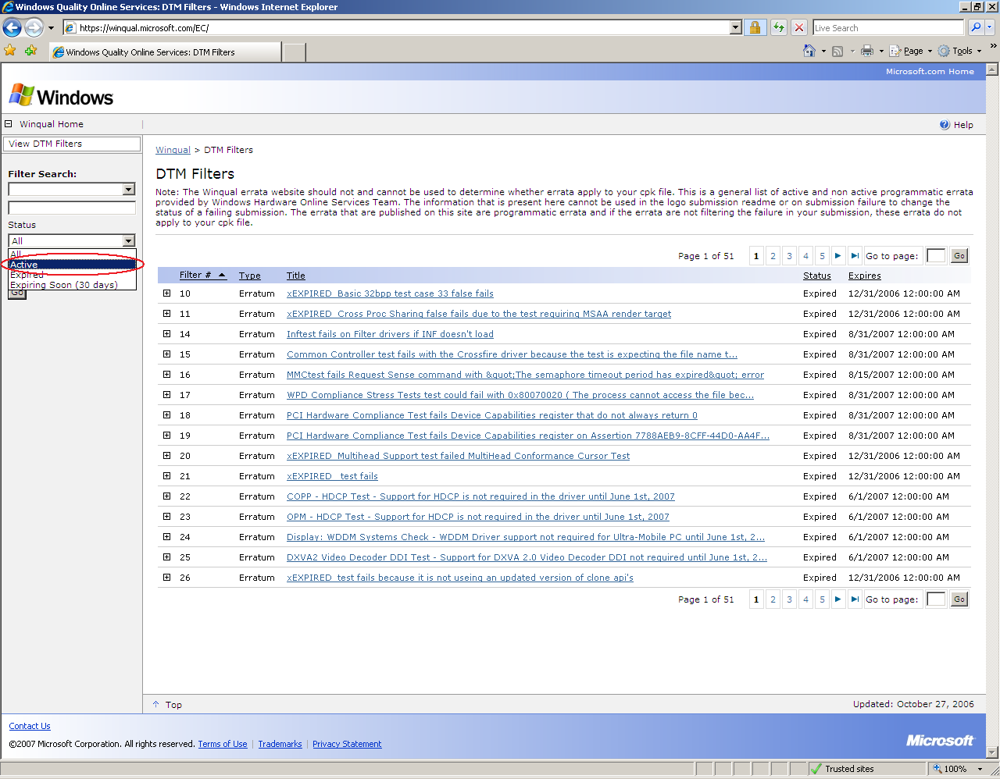 Windows Quality Online Services: DTM Filters - Windows Internet Explorer
https://winqual.microsoft.com/EC/
Live Search
Windows Quality Online Services: DTM Filters
Page
Tools
»
Microsoft.com Home
Windows
Winqual Home
Help
View DTM Filters
Filter Search:
Status
All
All
Active
Expired
Expiring Soon (30 days)
Go
Winqual > DTM Filters
DTM Filters
Note: The Winqual errata website should not and cannot be used to determine whether errata apply to your cpk file. This is a general list of active and non active programmatic errata
provided by Windows Hardware Online Services Team. The information that is present here cannot be used in the logo submission readme or on submission failure to change the
status of a failing submission. The errata that are published on this site are programmatic errata and if the errata are not filtering the failure in your submission, these errata do not
apply to your cpk file.
Page 1 of 51 1 2 3 4 5 Go to page: Go
Filter # Type Title Status Expires
10 Erratum xEXPIRED_Basic 32bpp test case 33 false fails Expired 12/31/2006 12:00:00 AM
11 Erratum xEXPIRED_Cross Proc Sharing false fails due to the test requiring MSAA render target Expired 12/31/2006 12:00:00 AM
14 Erratum Inftest fails on Filter drivers if INF doesn't load Expired 8/31/2007 12:00:00 AM
15 Erratum Common Controller test fails with the Crossfire driver because the test is expecting the file name t... Expired 8/31/2007 12:00:00 AM
16 Erratum MMCtest fails Request Sense command with &quot;The semaphore timeout period has expired&quot; error Expired 8/15/2007 12:00:00 AM
17 Erratum WPD Compliance Stress Tests test could fail with 0x80070020 ( The process cannot access the file bec... Expired 8/31/2007 12:00:00 AM
18 Erratum PCI Hardware Compliance Test fails Device Capabilities register that do not always return 0 Expired 8/31/2007 12:00:00 AM
19 Erratum PCI Hardware Compliance Test fails Device Capabilities register on Assertion 7788AEB9-8CFF-44D0-AA4F... Expired 8/31/2007 12:00:00 AM
20 Erratum xEXPIRED_Multihead Support test failed MultiHead Conformance Cursor Test Expired 12/31/2006 12:00:00 AM
21 Erratum xEXPIRED_ test fails Expired 12/31/2006 12:00:00 AM
22 Erratum COPP - HDCP Test - Support for HDCP is not required in the driver until June 1st, 2007 Expired 6/1/2007 12:00:00 AM
23 Erratum OPM - HDCP Test - Support for HDCP is not required in the driver until June 1st, 2007 Expired 6/1/2007 12:00:00 AM
24 Erratum Display: WDDM Systems Check - WDDM Driver support not required for Ultra-Mobile PC until June 1st, 2... Expired 6/1/2007 12:00:00 AM
25 Erratum DXVA2 Video Decoder DDI Test - Support for DXVA 2.0 Video Decoder DDI not required until June 1st, 2... Expired 6/1/2007 12:00:00 AM
26 Erratum xEXPIRED_test fails because it is not useing an updated version of clone api's Expired 12/31/2006 12:00:00 AM
Page 1 of 51 1 2 3 4 5 Go to page: Go
Top
Updated: October 27, 2006
Contact Us
©2007 Microsoft Corporation. All rights reserved. Terms of Use | Trademarks | Privacy Statement
Microsoft
Trusted sites
100%